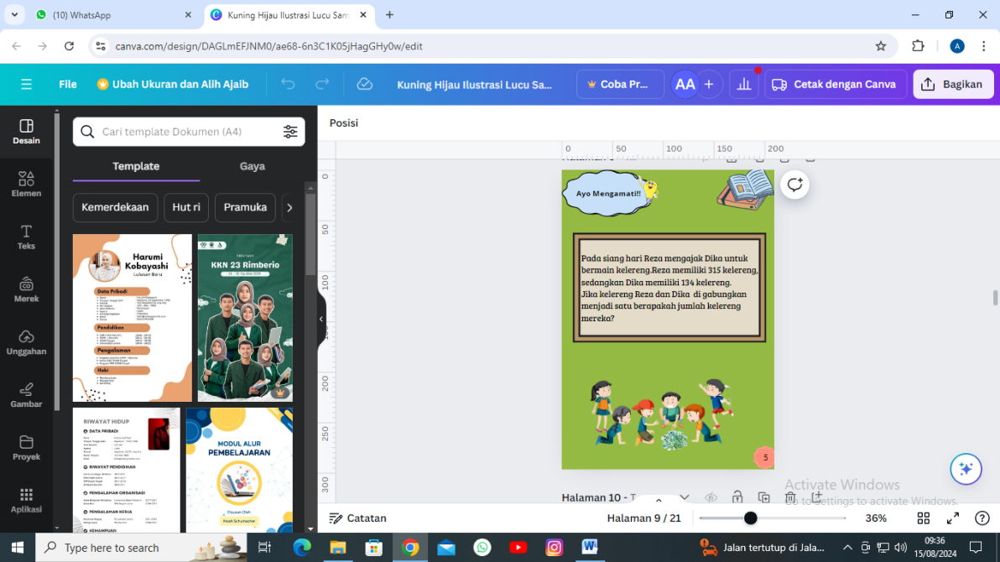 (10) WhatsApp
Kuning Hijau Ilustrasi Lucu Sam
canva.com/design/DAGLmEFJNM0/ae68-6n3C1K05jHagGHy0w/edit
A
File
Ubah Ukuran dan Alih Ajaib
Kuning Hijau Ilustrasi Lucu Sa...
Coba Pr...
AA
Cetak dengan Canva
Bagikan
Desain
Elemen
Teks
Merek
Unggahan
Gambar
Proyek
Aplikasi
Cari template Dokumen (A4)
Template
Gaya
Kemerdekaan
Hut ri
Pramuka
Harumi
Kobayashi
Lulusan Baru
Data Pribadi
Pendidikan
Pengalaman
Hobi
KKN 23 Rimberio
RIWAYAT HIDUP
DATA PRIBADI
RIWAYAT PENDIDIKAN
PENGALAMAN ORGANISASI
PENGALAMAN KERJA
KEMAMPUAN
MODUL ALUR
PEMBELAJARAN
Disusun Oleh:
Noah Schumacher
Posisi
0 50 100 150 200
0
50
100
200
250
300
Ayo Mengamati!!
Pada siang hari Reza mengajak Dika untuk
bermain kelereng.Reza memiliki 315 kelereng,
sedangkan Dika memiliki 134 kelereng.
Jika kelereng Reza dan Dika di gabungkan
menjadi satu berapakah jumlah kelereng
mereka?
5
Halaman 10 - T
Activate Windows
Go to Settings to activate Windows.
Catatan
Halaman 9 / 21
36%
Type here to search
Jalan tertutup di Jala...
09:36
15/08/2024